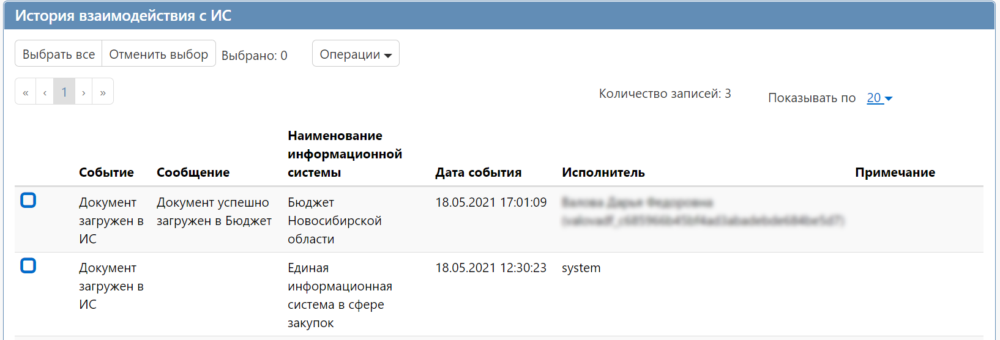 История взаимодействия с ИС
Выбрать все Отменить выбор Выбрано: 0 Операции
« ‹ 1 › » Количество записей: 3 Показывать по 20
Наименование
информационной
Событие Сообщение системы Дата события Исполнитель Примечание
Документ Документ успешно Бюджет 18.05.2021 17:01:09
загружен в загружен в Бюджет Новосибирской
ИС области
Документ Единая 18.05.2021 12:30:23 system
загружен в информационная
ИС система в сфере
закупок